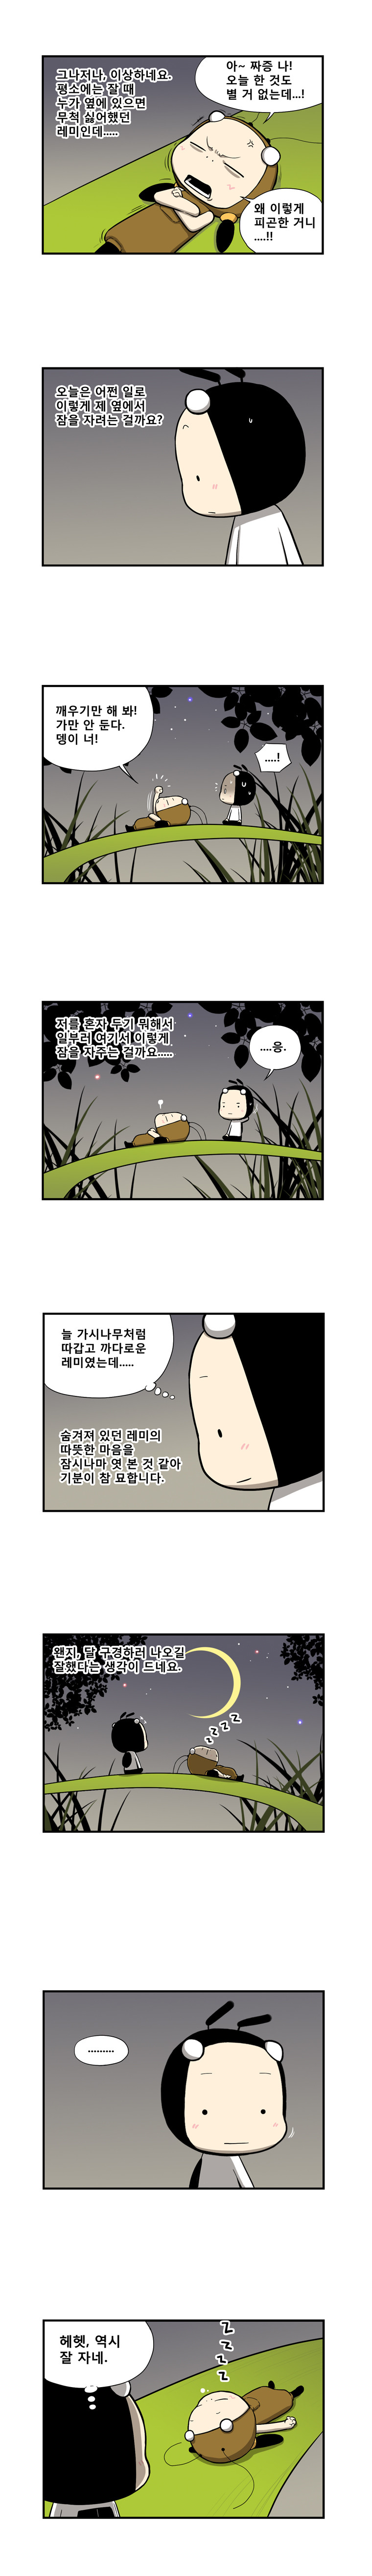 그나저나, 이상하네요.
평소에는 잘 때
누가 옆에 있으면
무척 싫어했던
레미인데.....
아~ 짜증 나!
오늘 한 것도
별 거 없는데...!
왜 이렇게
피곤한 거니
....!!
오늘은 어쩐 일로
이렇게 제 옆에서
잠을 자려는 걸까요?
깨우기만 해 봐!
가만 안 둔다.
뎅이 너!
....!
저를 혼자 두기 뭐해서
일부러 여기서 이렇게
잠을 자주는 걸까요.....
....응.
늘 가시나무처럼
따갑고 까다로운
레미였는데.....
숨겨져 있던 레미의
따뜻한 마음을
잠시나마 엿 본 것 같아
기분이 참 묘합니다.
왠지, 달 구경하러 나오길
잘했다는 생각이 드네요.
z z z z
.........
헤헷, 역시
잘 자네.
z
z
z
z